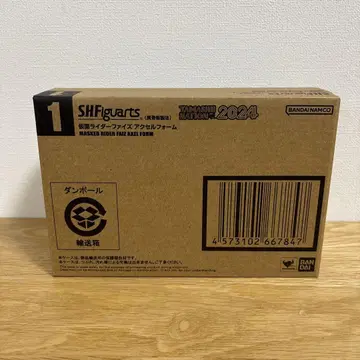 1
S.H.Figuarts
(真骨彫製法)
TAMASHII NATION 2024
BANDAI NAMCO
仮面ライダーファイズ アクセルフォーム
MASKED RIDER FAIZ AXEL FORM
ダンボール
輸送箱
4 573102 667847
BANDAI